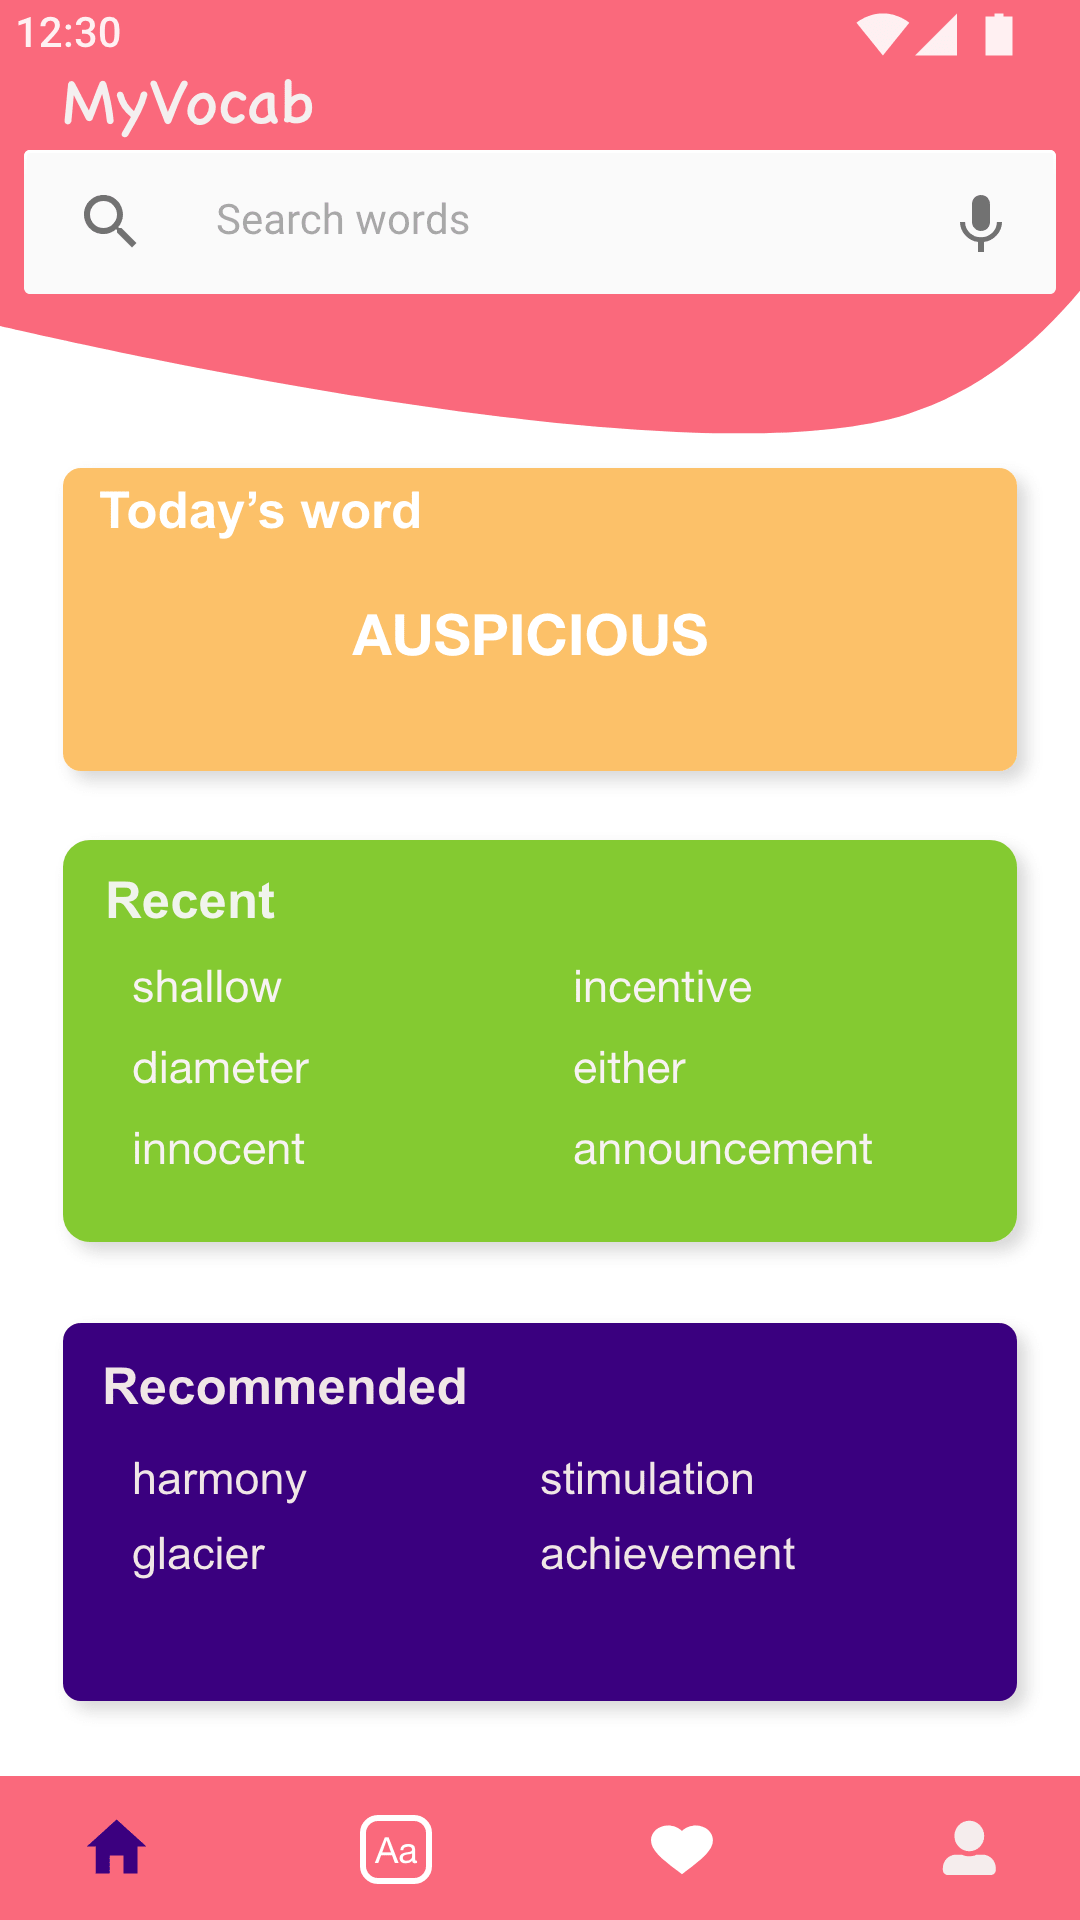 12:30
MyVocab
Search words
Today’s word
AUSPICIOUS
Recent
shallow incentive
diameter either
innocent announcement
Recommended
harmony stimulation
glacier achievement
Aa